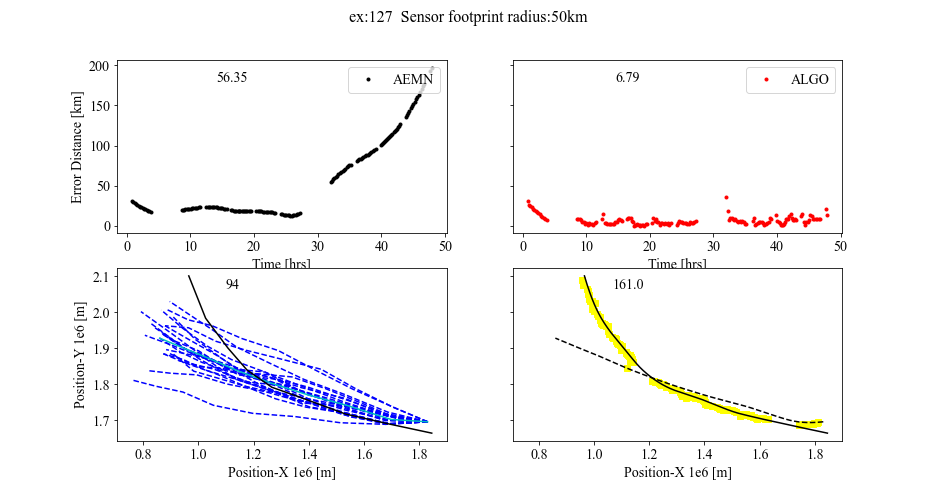 ex:127 Sensor footprint radius:50km
56.35
AEMN
Error Distance [km]
200
150
100
50
0
0 10 20 30 40 50
Time [hrs]
6.79
ALGO
0 10 20 30 40 50
Time [hrs]
94
Position-Y 1e6 [m]
2.1
2.0
1.9
1.8
1.7
0.8 1.0 1.2 1.4 1.6 1.8
Position-X 1e6 [m]
161.0
0.8 1.0 1.2 1.4 1.6 1.8
Position-X 1e6 [m]